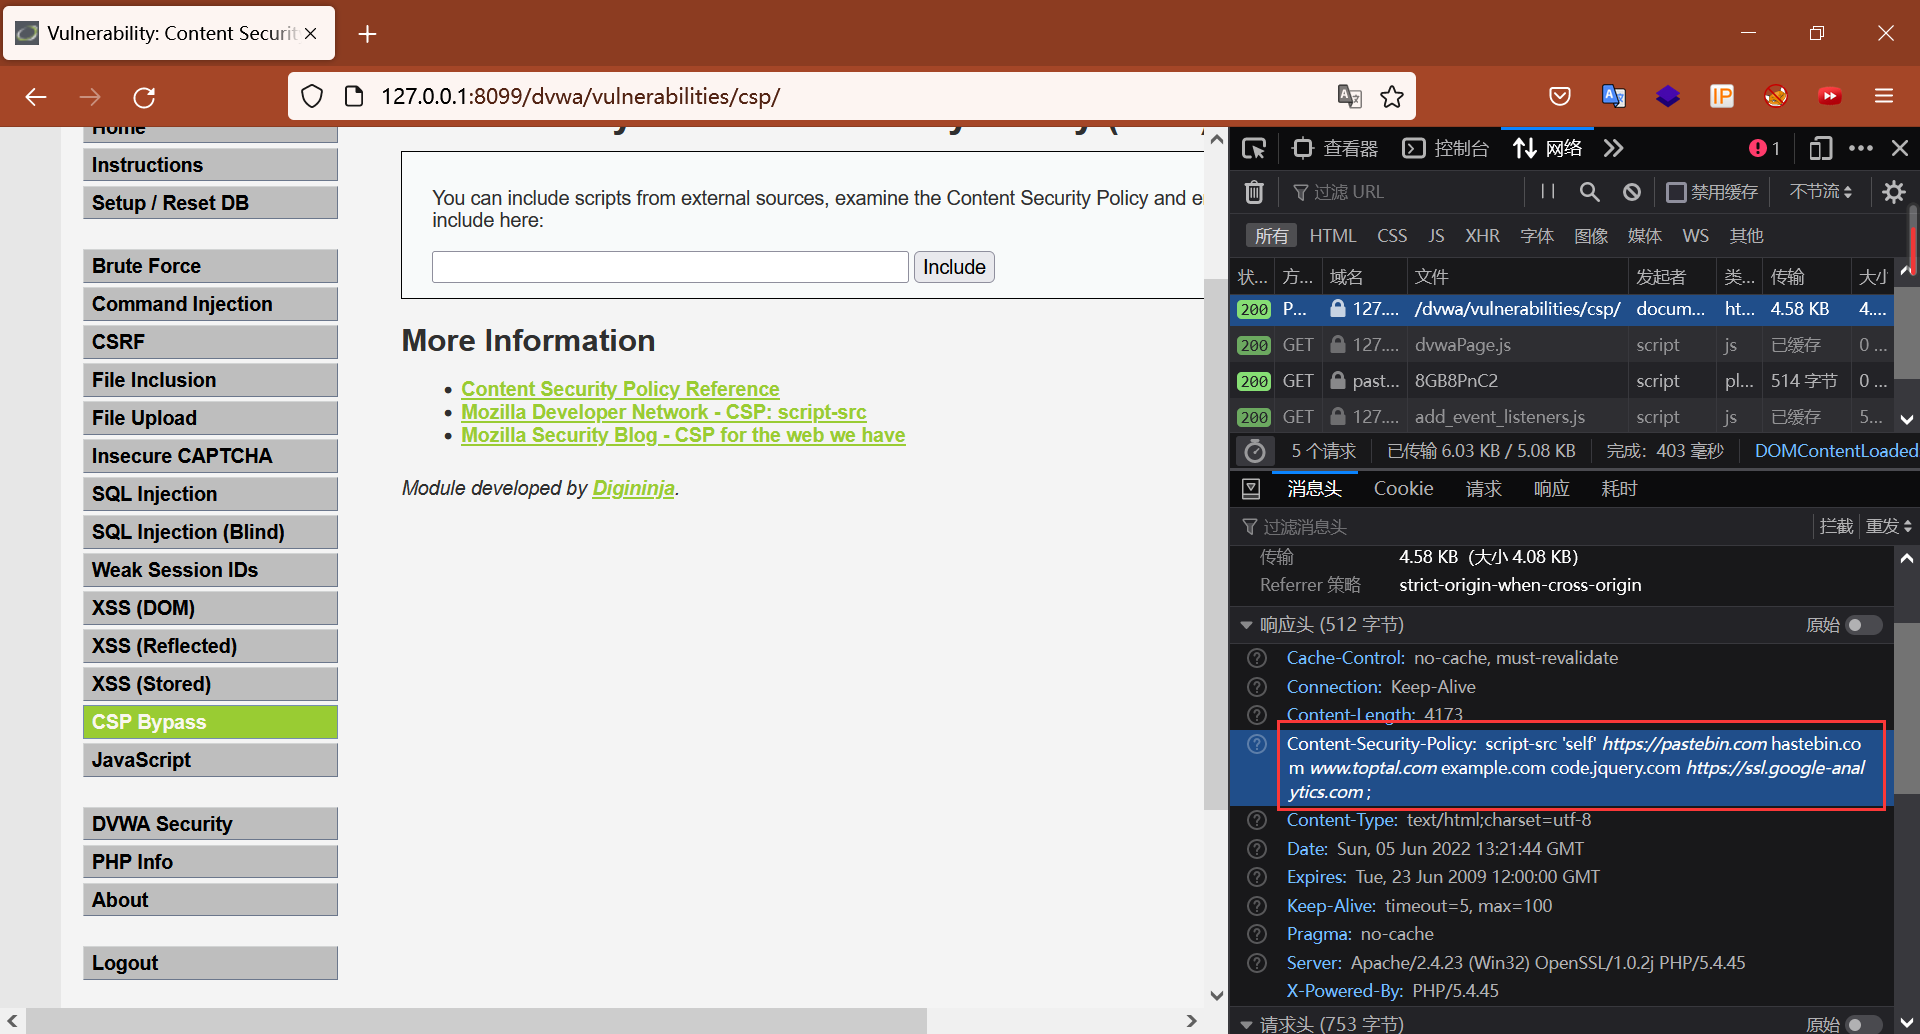 Vulnerability: Content Securit
127.0.0.1:8099/dvwa/vulnerabilities/csp/
Home
Instructions
Setup / Reset DB
Brute Force
Command Injection
CSRF
File Inclusion
File Upload
Insecure CAPTCHA
SQL Injection
SQL Injection (Blind)
Weak Session IDs
XSS (DOM)
XSS (Reflected)
XSS (Stored)
CSP Bypass
JavaScript
DVWA Security
PHP Info
About
Logout
You can include scripts from external sources, examine the Content Security Policy and e
include here:
Include
More Information
Content Security Policy Reference
Mozilla Developer Network - CSP: script-src
Mozilla Security Blog - CSP for the web we have
Module developed by Digininja.
查看器 控制台 网络 1
过滤 URL 禁用缓存 不节流
所有 HTML CSS JS XHR 字体 图像 媒体 WS 其他
状... 方... 域名 文件 发起者 类... 传输 大小
200 P... 127.... /dvwa/vulnerabilities/csp/ docum... ht... 4.58 KB 4....
200 GET 127.... dvwaPage.js script js 已缓存 0 ...
200 GET past... 8GB8PnC2 script pl... 514 字节 0 ...
200 GET 127.... add_event_listeners.js script js 已缓存 5...
5 个请求 已传输 6.03 KB / 5.08 KB 完成：403 毫秒 DOMContentLoaded
消息头 Cookie 请求 响应 耗时
过滤消息头 拦截 重发
传输 4.58 KB（大小 4.08 KB）
Referrer 策略 strict-origin-when-cross-origin
响应头 (512 字节) 原始
Cache-Control: no-cache, must-revalidate
Connection: Keep-Alive
Content-Length: 4173
Content-Security-Policy: script-src 'self' https://pastebin.com hastebin.co
m www.toptal.com example.com code.jquery.com https://ssl.google-anal
ytics.com ;
Content-Type: text/html;charset=utf-8
Date: Sun, 05 Jun 2022 13:21:44 GMT
Expires: Tue, 23 Jun 2009 12:00:00 GMT
Keep-Alive: timeout=5, max=100
Pragma: no-cache
Server: Apache/2.4.23 (Win32) OpenSSL/1.0.2j PHP/5.4.45
X-Powered-By: PHP/5.4.45
请求头 (753 字节) 原始